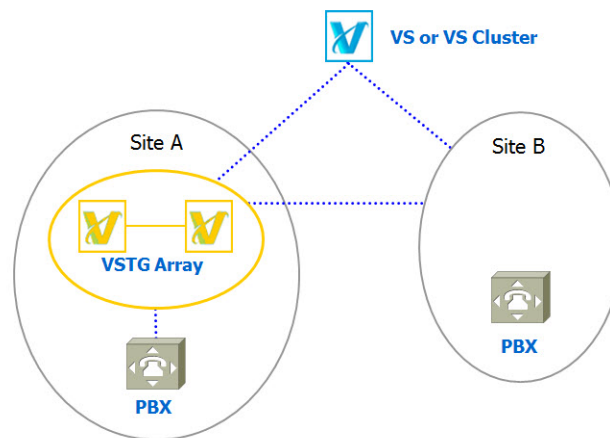 VS or VS Cluster
Site A
Site B
VSTG Array
PBX
PBX